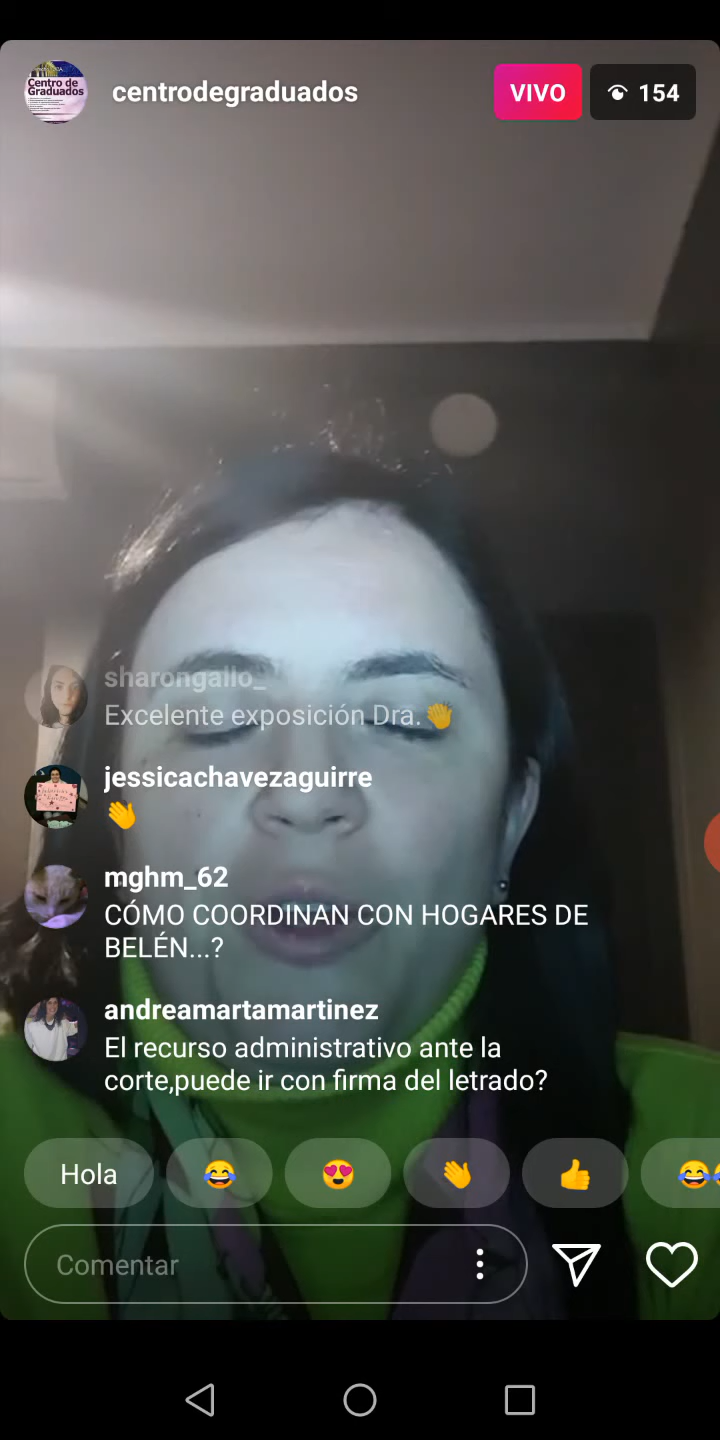 Centro de
Graduados
centrodegraduados
VIVO
154
sharongallo_
Excelente exposición Dra.👏
jessicachavezaguirre
👏
mghm_62
CÓMO COORDINAN CON HOGARES DE
BELÉN...?
andreamartamartinez
El recurso administrativo ante la
corte,puede ir con firma del letrado?
Hola 😂 😍 👏 👍 😂
Comentar